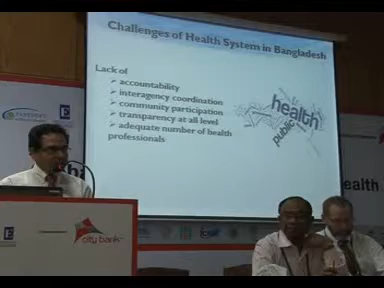 Challenges of Health System in Bangladesh
Lack of
accountability
interagency coordination
community participation
transparency at all level
adequate number of health
professionals
health
public
ealth
city bank